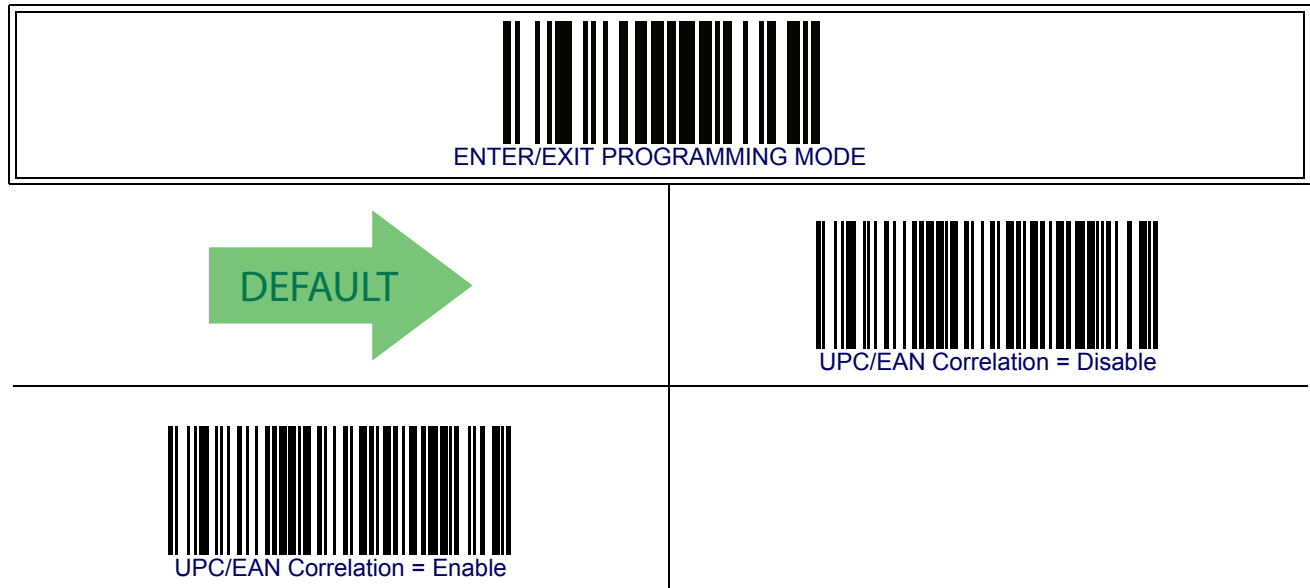 ENTER/EXIT PROGRAMMING MODE
DEFAULT
UPC/EAN Correlation = Disable
UPC/EAN Correlation = Enable